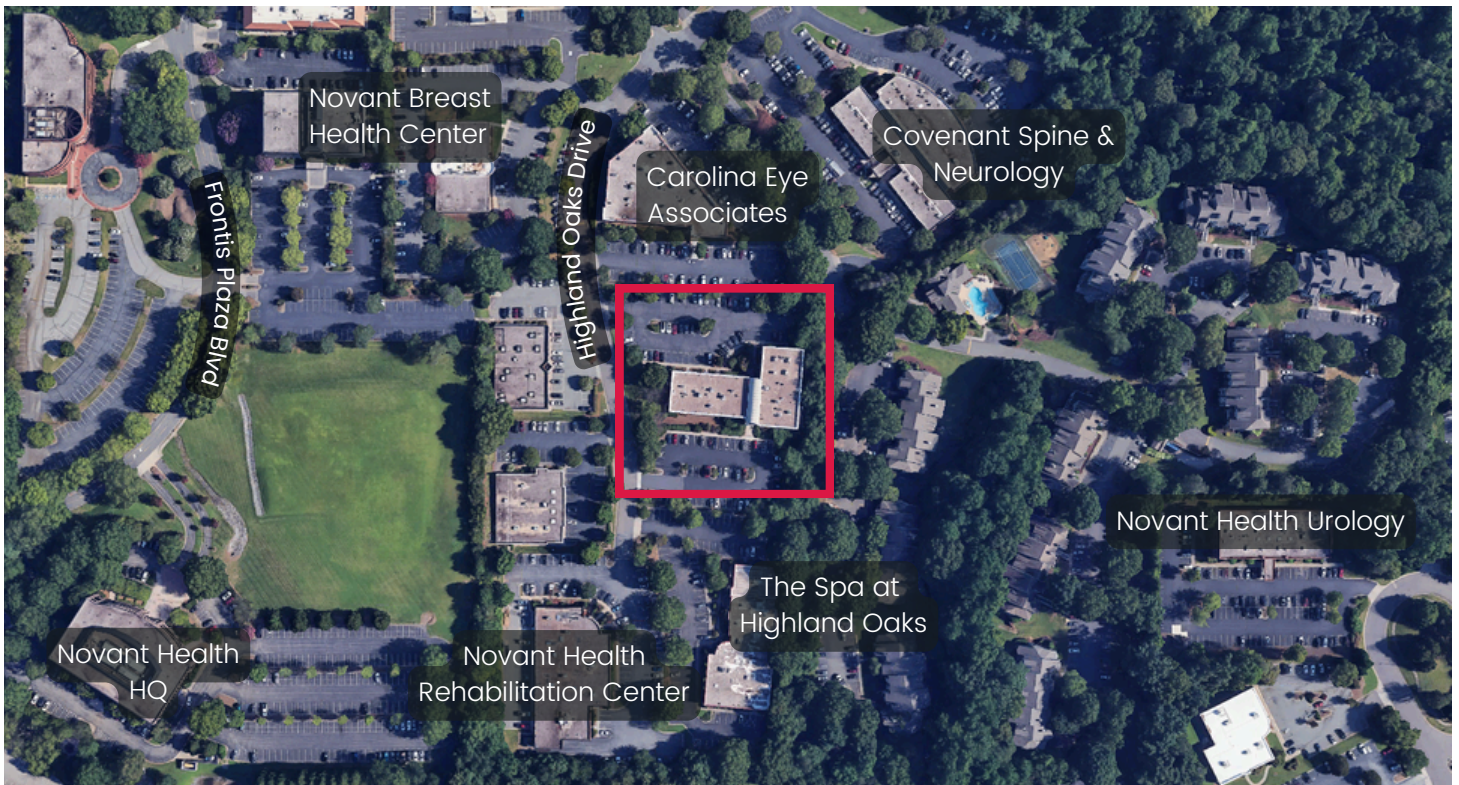 Novant Breast
Health Center
Highland Oaks Drive
Covenant Spine &
Neurology
Carolina Eye
Associates
Frontis Plaza Blvd
Novant Health Urology
The Spa at
Highland Oaks
Novant Health
HQ
Novant Health
Rehabilitation Center